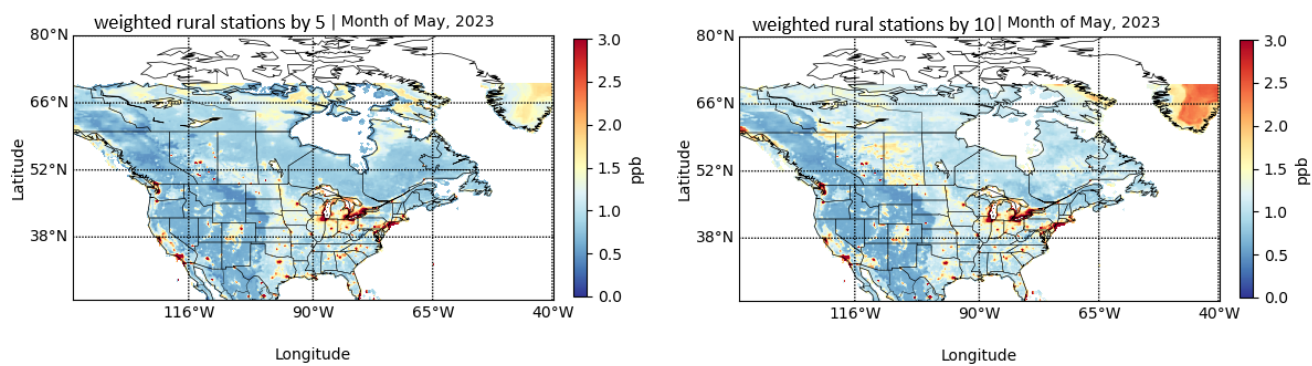 weighted rural stations by 5 | Month of May, 2023
80°N
66°N
52°N
38°N
Latitude
116°W
90°W
65°W
40°W
Longitude
3.0
2.5
2.0
1.5
1.0
0.5
0.0
ppb
weighted rural stations by 10 | Month of May, 2023
80°N
66°N
52°N
38°N
Latitude
116°W
90°W
65°W
40°W
Longitude
3.0
2.5
2.0
1.5
1.0
0.5
0.0
ppb